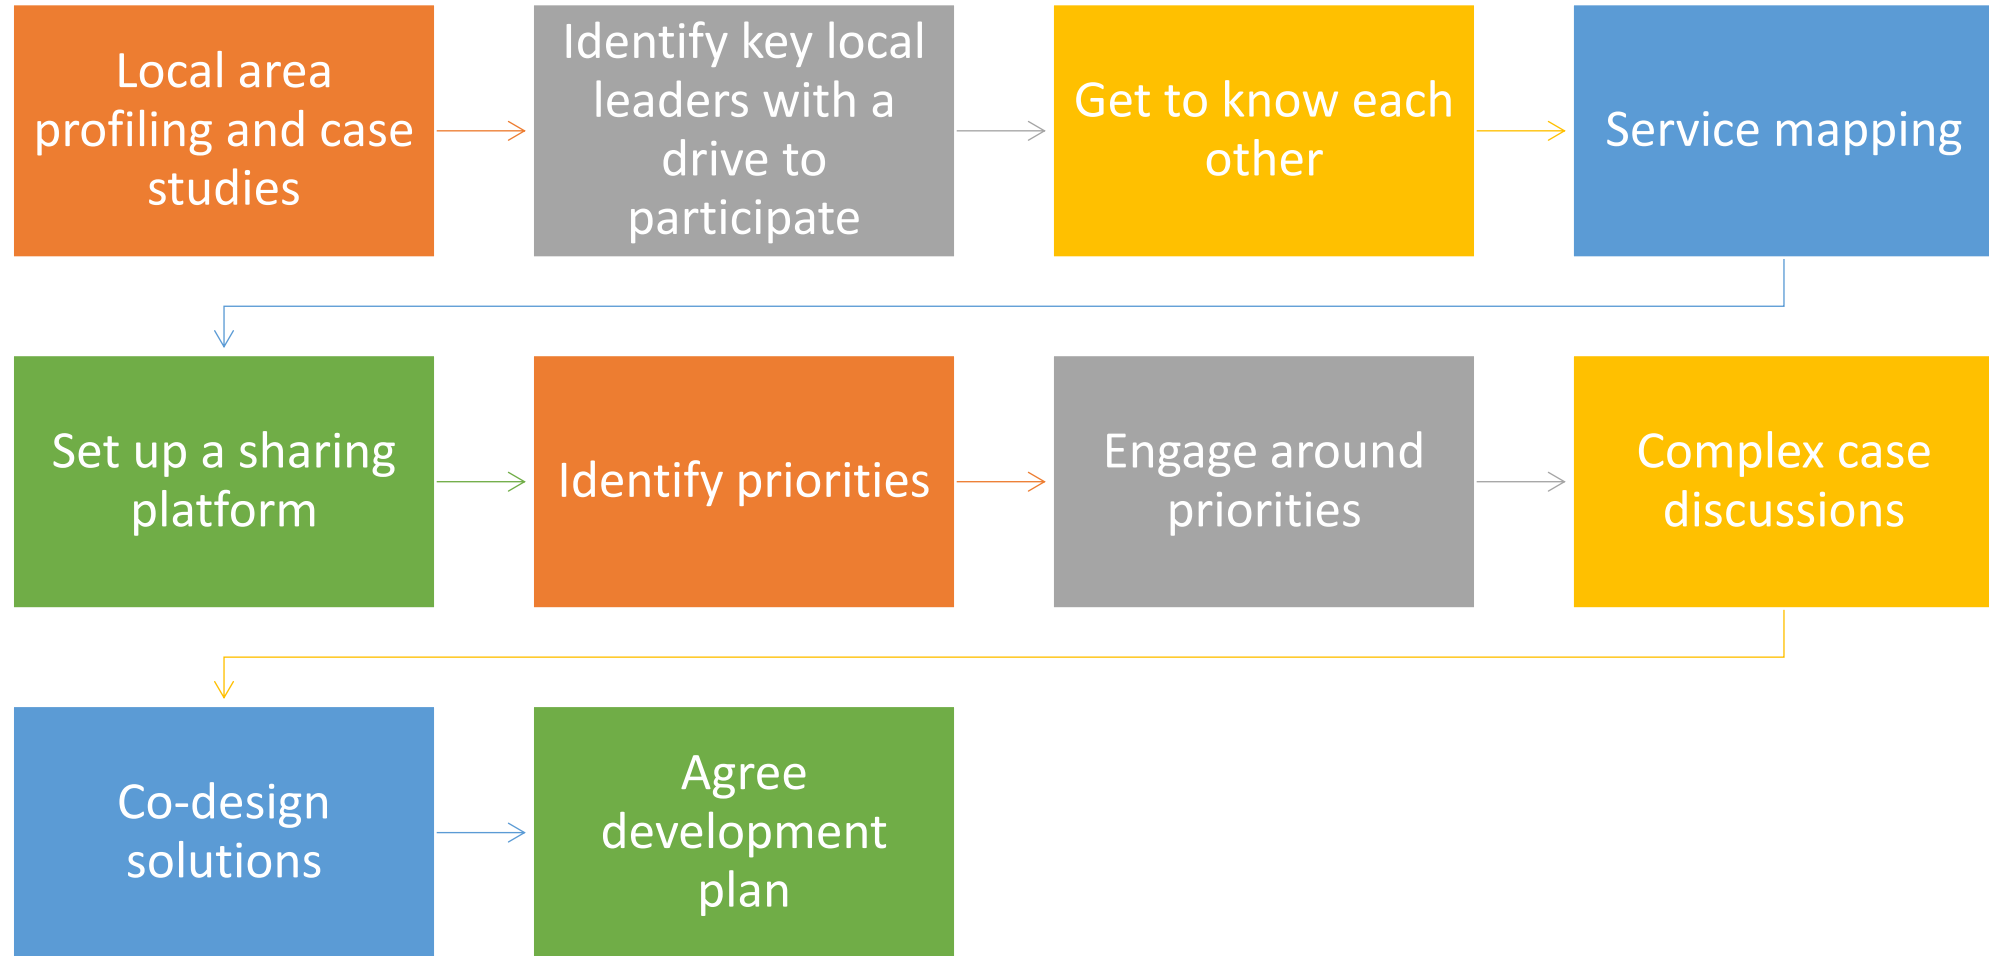 Local area
profiling and case
studies
Identify key local
leaders with a
drive to
participate
Get to know each
other
Service mapping
Set up a sharing
platform
Identify priorities
Engage around
priorities
Complex case
discussions
Co-design
solutions
Agree
development
plan